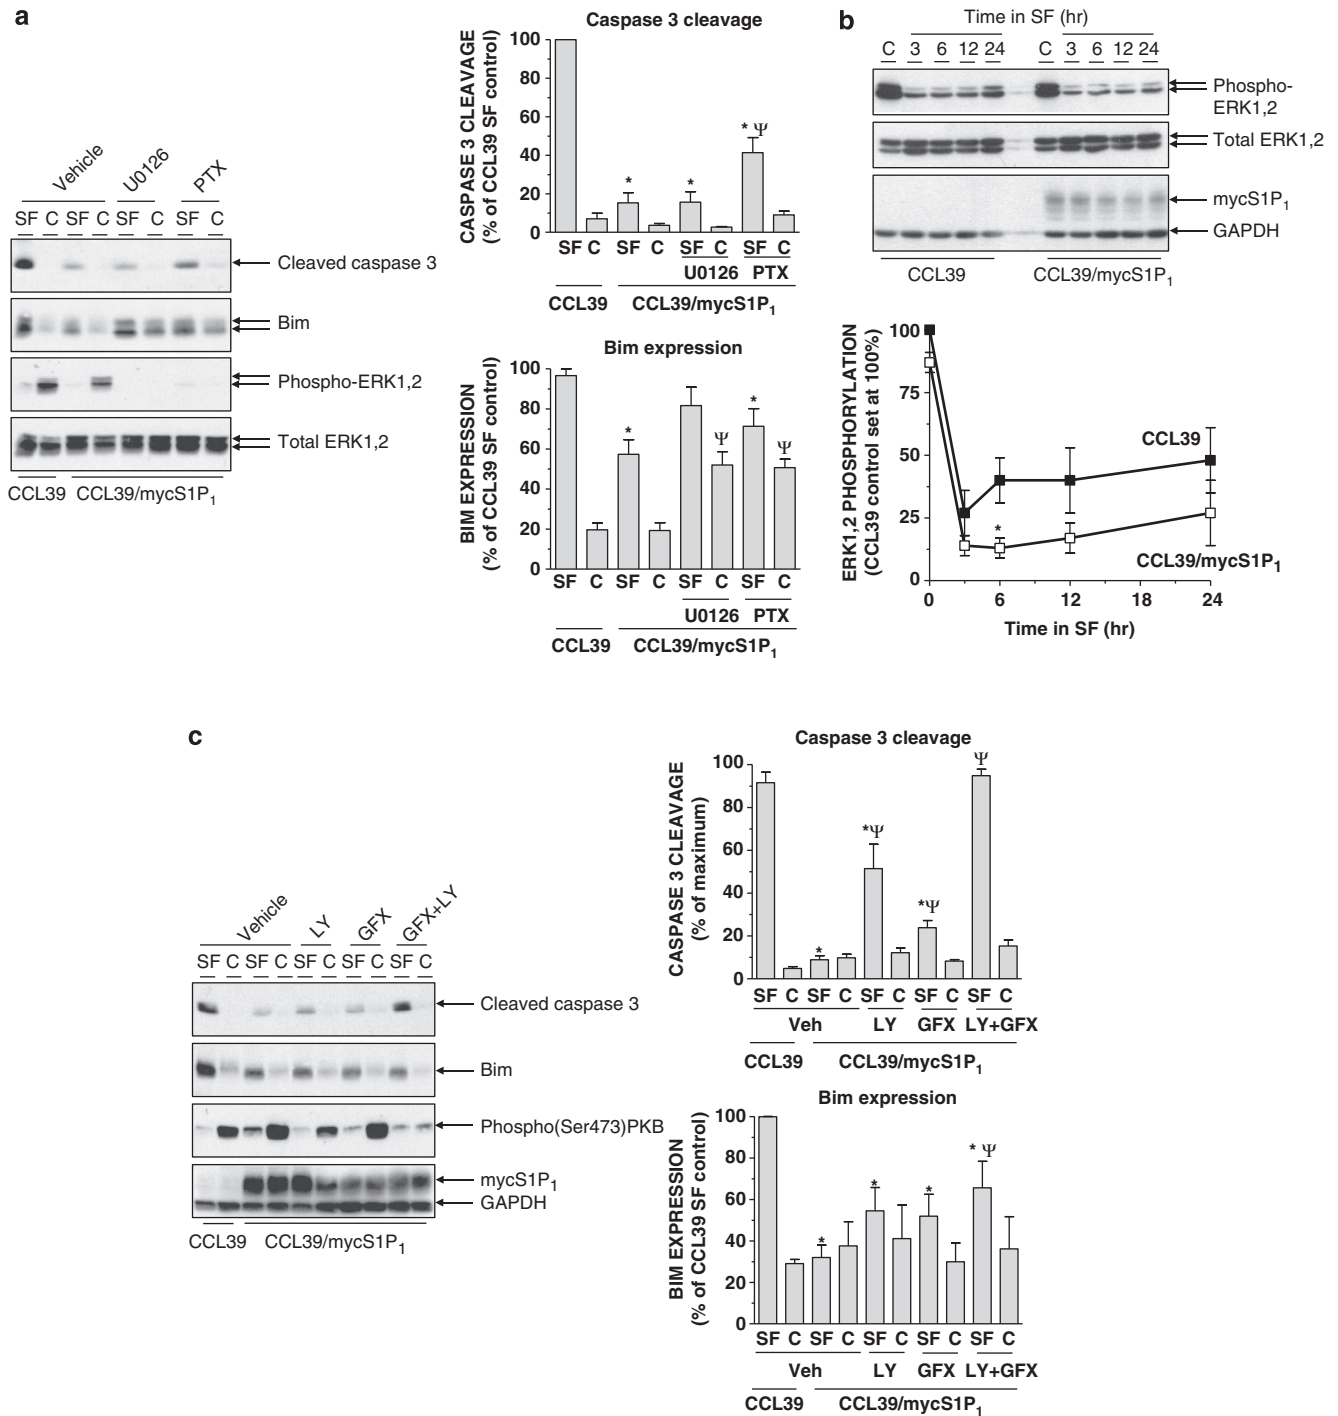 a
Vehicle
U0126
PTX
SF C SF C SF C SF C
Cleaved caspase 3
Bim
Phospho-ERK1,2
Total ERK1,2
CCL39 CCL39/mycS1P1
Caspase 3 cleavage
CASPASE 3 CLEAVAGE
(% of CCL39 SF control)
100
80
60
40
20
0
* * * Ψ
SF C SF C SF C SF C
U0126 PTX
CCL39 CCL39/mycS1P1
Bim expression
BIM EXPRESSION
(% of CCL39 SF control)
100
80
60
40
20
0
* Ψ * Ψ
SF C SF C SF C SF C
U0126 PTX
CCL39 CCL39/mycS1P1
b
Time in SF (hr)
C 3 6 12 24 C 3 6 12 24
Phospho-
ERK1,2
Total ERK1,2
mycS1P1
GAPDH
CCL39 CCL39/mycS1P1
ERK1,2 PHOSPHORYLATION
(CCL39 control set at 100%)
100
75
50
25
0
CCL39
*
CCL39/mycS1P1
0 6 12 18 24
Time in SF (hr)
c
Vehicle
LY
GFX
GFX+LY
SF C SF C SF C SF C SF C
Cleaved caspase 3
Bim
Phospho(Ser473)PKB
mycS1P1
GAPDH
CCL39 CCL39/mycS1P1
Caspase 3 cleavage
CASPASE 3 CLEAVAGE
(% of maximum)
100
80
60
40
20
0
* *Ψ *Ψ Ψ
SF C SF C SF C SF C SF C
Veh LY GFX LY+GFX
CCL39 CCL39/mycS1P1
Bim expression
BIM EXPRESSION
(% of CCL39 SF control)
100
80
60
40
20
0
* * * * Ψ
SF C SF C SF C SF C SF C
Veh LY GFX LY+GFX
CCL39 CCL39/mycS1P1